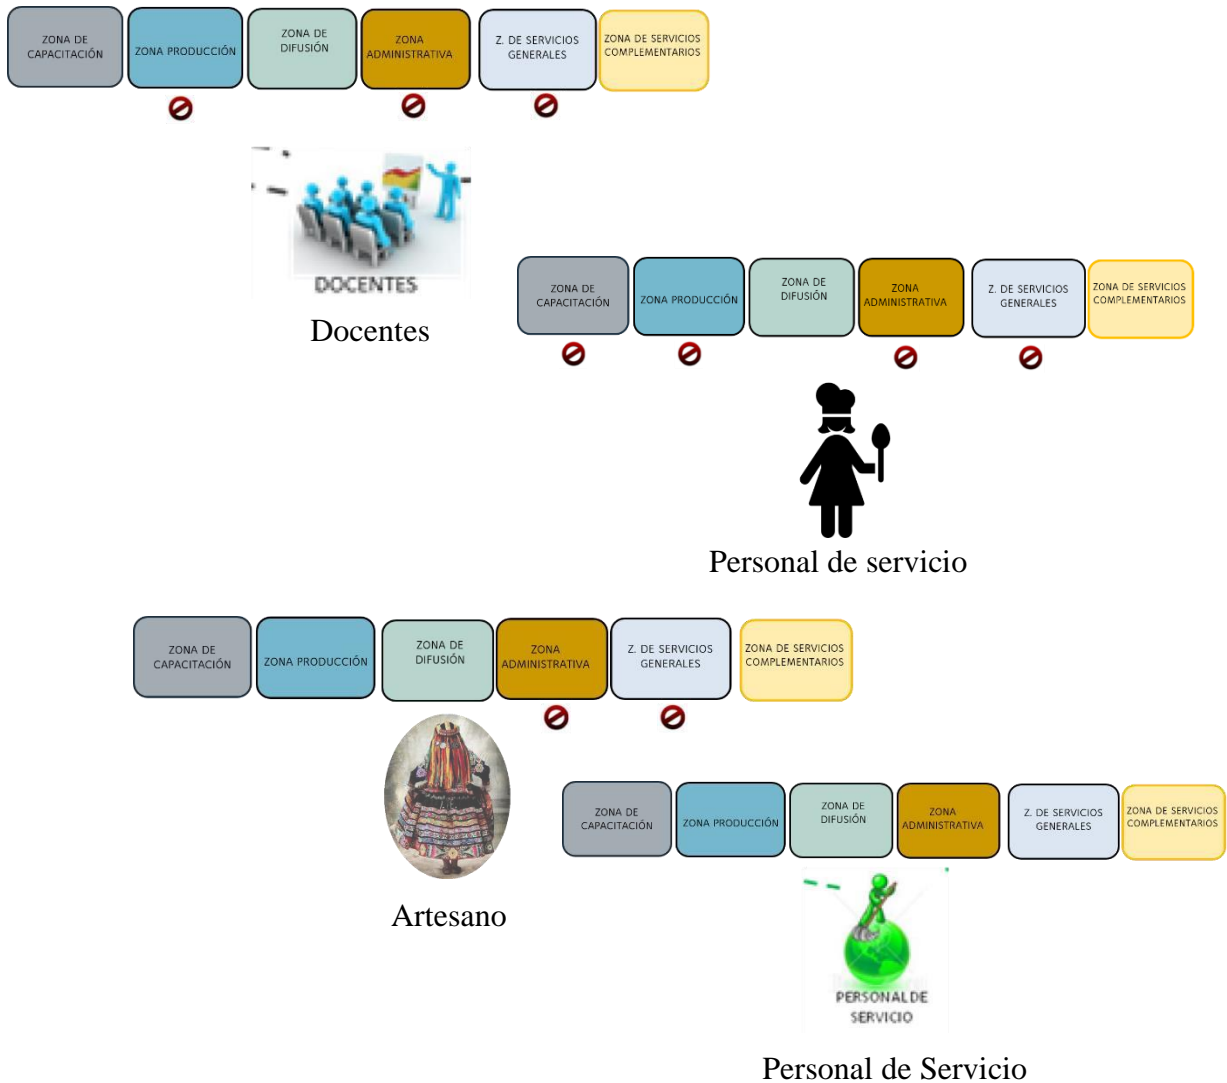 ZONA DE
CAPACITACIÓN
ZONA PRODUCCIÓN
ZONA DE
DIFUSIÓN
ZONA
ADMINISTRATIVA
Z. DE SERVICIOS
GENERALES
ZONA DE SERVICIOS
COMPLEMENTARIOS
DOCENTES
Docentes
ZONA DE
CAPACITACIÓN
ZONA PRODUCCIÓN
ZONA DE
DIFUSIÓN
ZONA
ADMINISTRATIVA
Z. DE SERVICIOS
GENERALES
ZONA DE SERVICIOS
COMPLEMENTARIOS
Personal de servicio
ZONA DE
CAPACITACIÓN
ZONA PRODUCCIÓN
ZONA DE
DIFUSIÓN
ZONA
ADMINISTRATIVA
Z. DE SERVICIOS
GENERALES
ZONA DE SERVICIOS
COMPLEMENTARIOS
Artesano
ZONA DE
CAPACITACIÓN
ZONA PRODUCCIÓN
ZONA DE
DIFUSIÓN
ZONA
ADMINISTRATIVA
Z. DE SERVICIOS
GENERALES
ZONA DE SERVICIOS
COMPLEMENTARIOS
PERSONAL DE
SERVICIO
Personal de Servicio